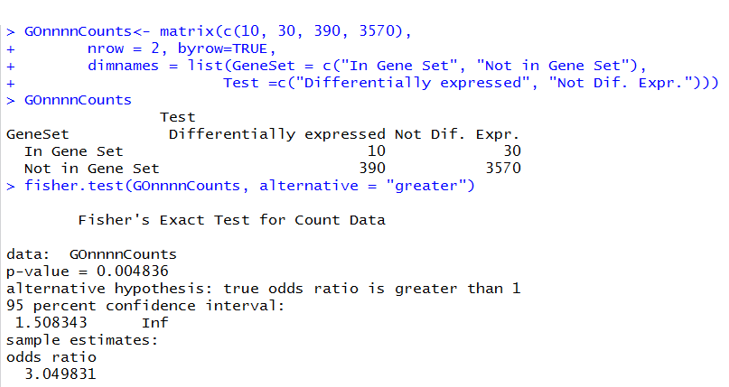 > GOnnnnCounts<- matrix(c(10, 30, 390, 3570),
+        nrow = 2, byrow=TRUE,
+        dimnames = list(GeneSet = c("In Gene Set", "Not in Gene Set"),
+                        Test =c("Differentially expressed", "Not Dif. Expr.")))
> GOnnnnCounts
                 Test
GeneSet           Differentially expressed Not Dif. Expr.
  In Gene Set                           10             30
  Not in Gene Set                      390           3570
> fisher.test(GOnnnnCounts, alternative = "greater")
        Fisher's Exact Test for Count Data
data:  GOnnnnCounts
p-value = 0.004836
alternative hypothesis: true odds ratio is greater than 1
95 percent confidence interval:
 1.508343      Inf
sample estimates:
odds ratio
  3.049831